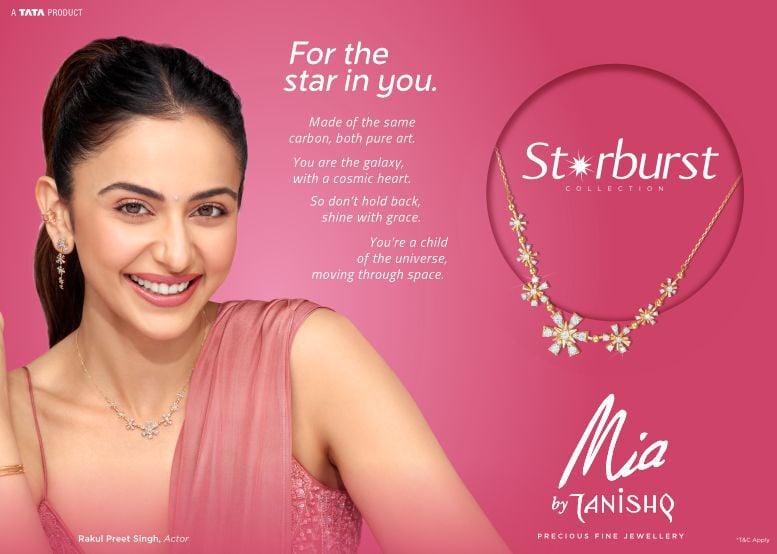 A TATA PRODUCT
For the
star in you.
Made of the same
carbon, both pure art.
You are the galaxy,
with a cosmic heart.
So don't hold back,
shine with grace.
You're a child
of the universe,
moving through space.
Starburst
COLLECTION
Mia
by TANISHQ
PRECIOUS FINE JEWELLERY
Rakul Preet Singh, Actor
*T&C Apply